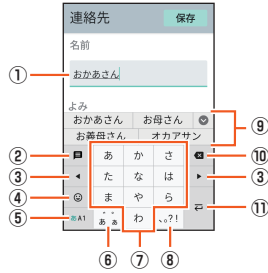 連絡先 保存
名前
① おかあさん
よみ
おかあさん お母さん
お義母さん オカアサン ⑨
② あ か さ ⑩
③ た な は ③
④ ま や ら ⑪
⑤ あA1 わ 、。?!
⑥ ⑦ ⑧